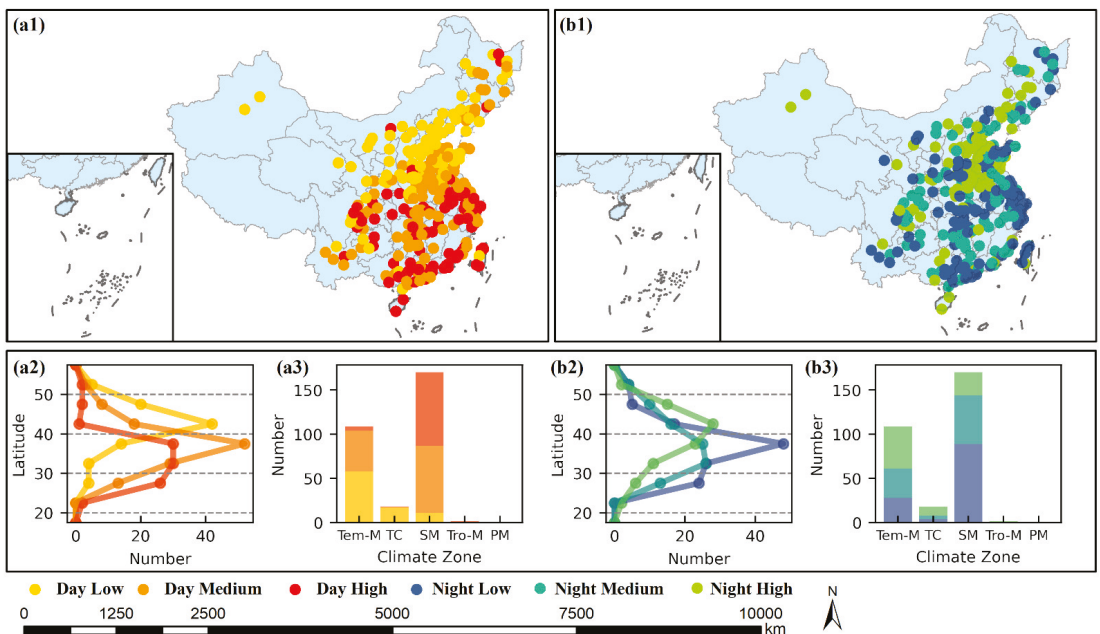 (a1)
(b1)
(a2)
50
40
30
20
Latitude
0
20
40
Number
(a3)
150
100
50
0
Number
Tem-M
TC
SM
Tro-M
PM
Climate Zone
(b2)
50
40
30
20
Latitude
0
20
40
Number
(b3)
150
100
50
0
Number
Tem-M
TC
SM
Tro-M
PM
Climate Zone
Day Low
Day Medium
Day High
Night Low
Night Medium
Night High
0
1250
2500
5000
7500
10000
km
N